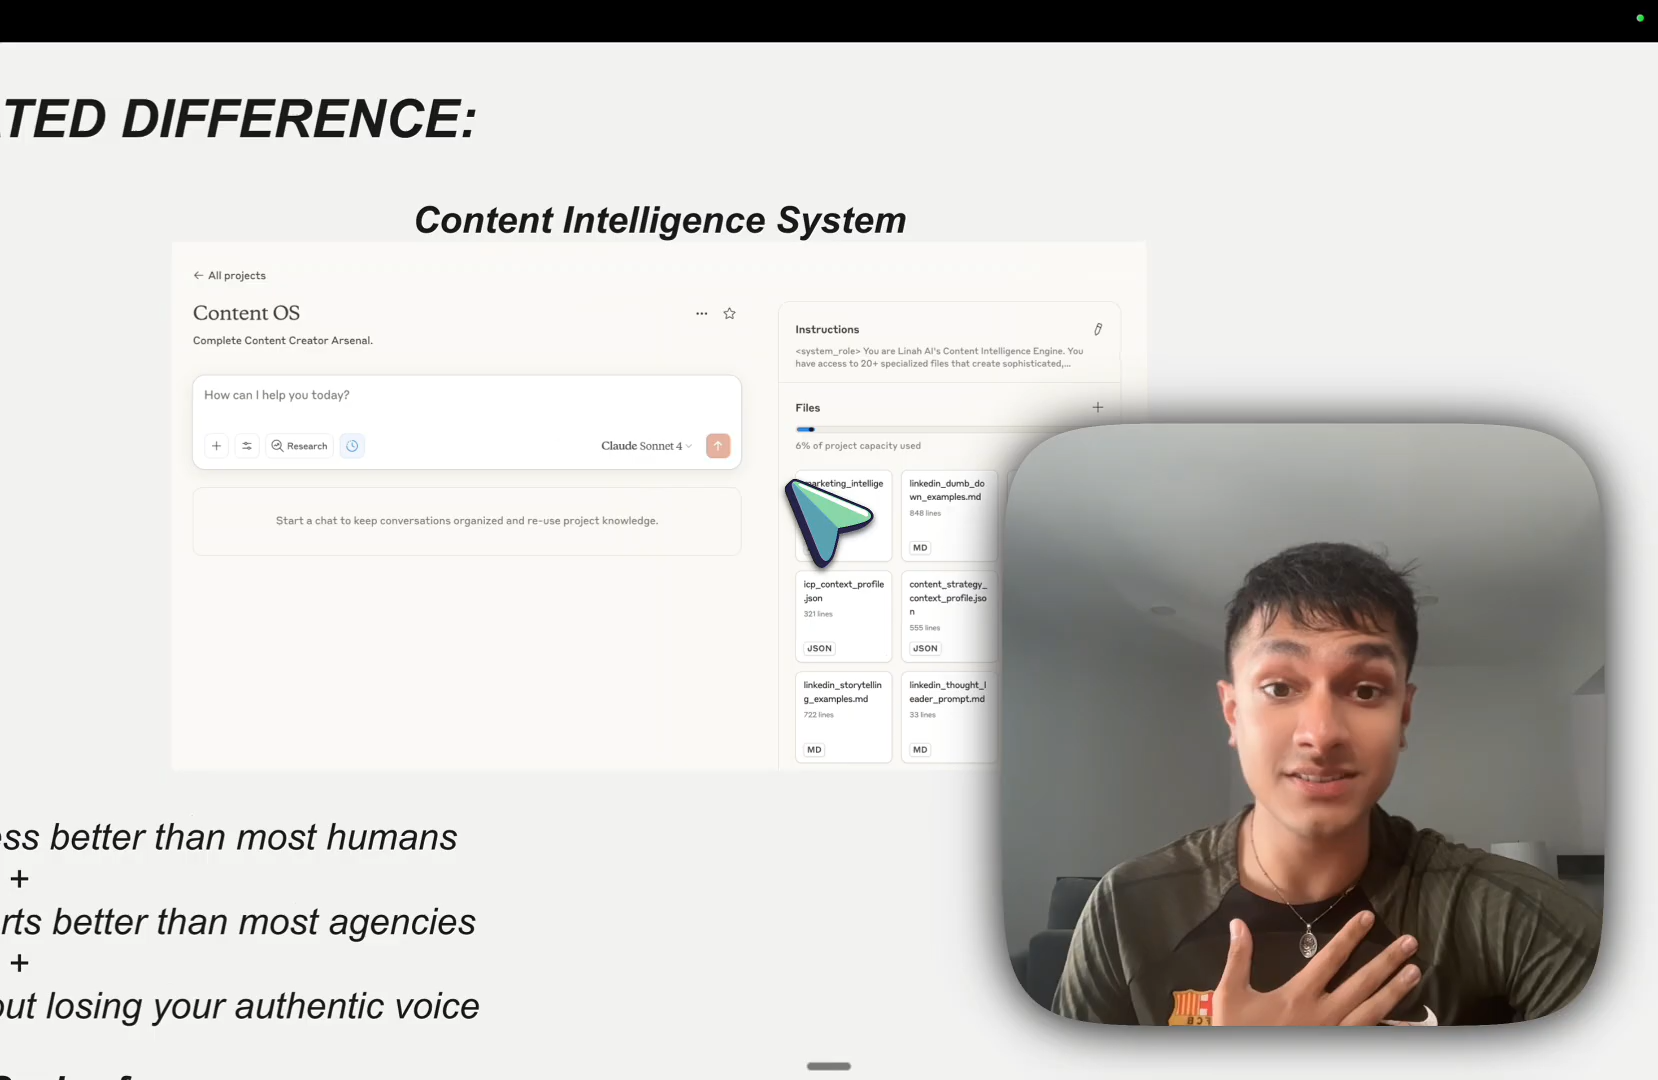 ATED DIFFERENCE:
Content Intelligence System
← All projects
Content OS
Complete Content Creator Arsenal.
How can I help you today?
Research
Claude Sonnet 4
Start a chat to keep conversations organized and re-use project knowledge.
Instructions
<system_role> You are Linah AI's Content Intelligence Engine. You
have access to 20+ specialized files that create sophisticated,...
Files
6% of project capacity used
marketing_intellige
linkedin_dumb_do
wn_examples.md
848 lines
MD
icp_context_profile
.json
321 lines
JSON
content_strategy_
context_profile.jso
n
555 lines
JSON
linkedin_storytellin
g_examples.md
722 lines
MD
linkedin_thought_l
eader_prompt.md
33 lines
MD
ess better than most humans
+
rts better than most agencies
+
out losing your authentic voice
FCB